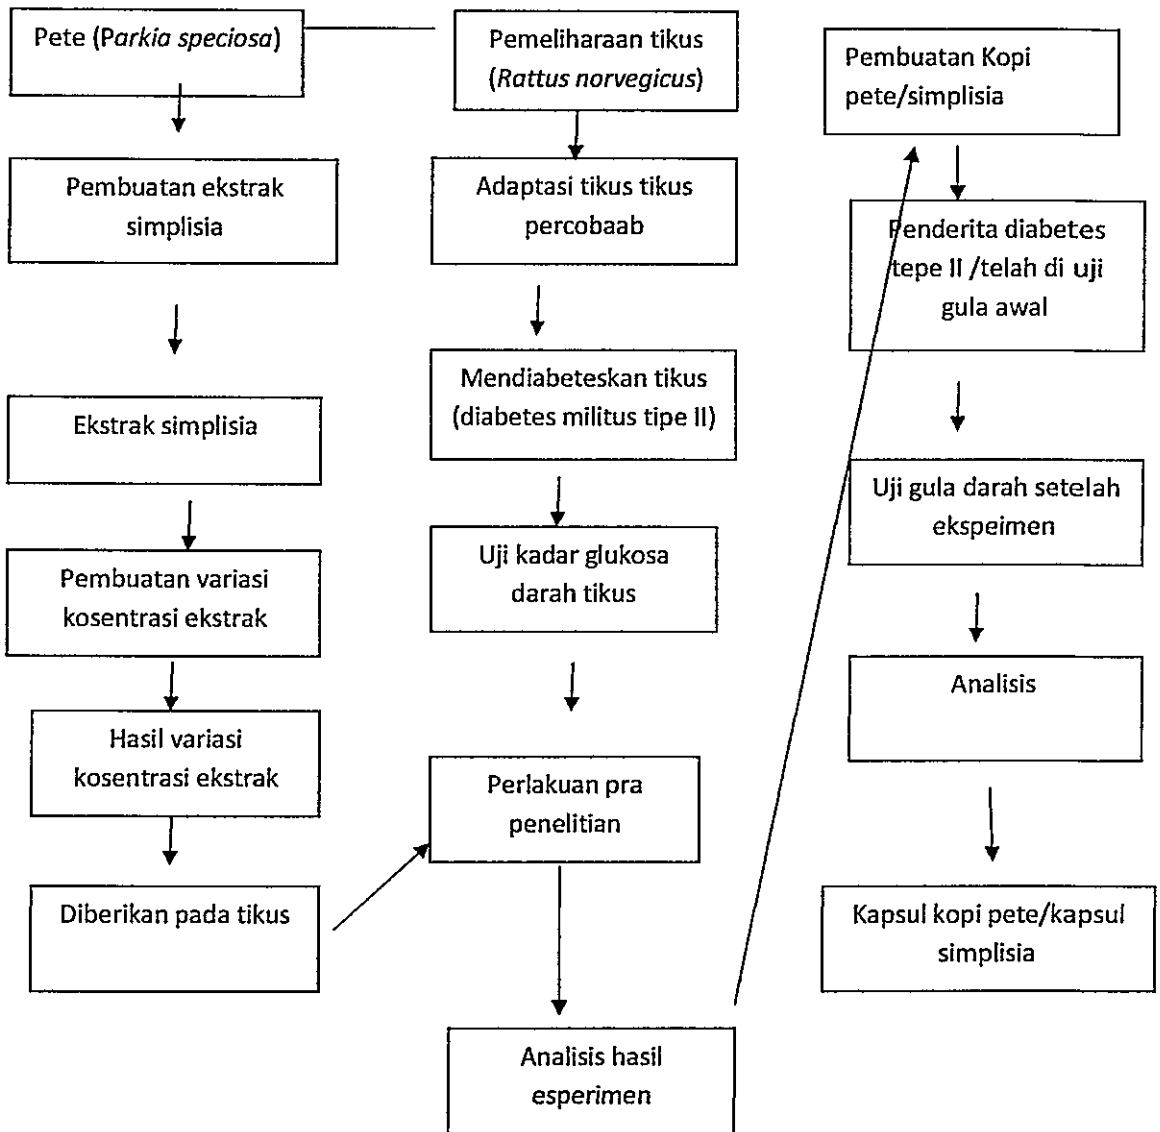 Pete (Parkia speciosa)
Pembuatan ekstrak
simplisia
Ekstrak simplisia
Pembuatan variasi
kosentrasi ekstrak
Hasil variasi
kosentrasi ekstrak
Diberikan pada tikus
Pemeliharaan tikus
(Rattus norvegicus)
Adaptasi tikus tikus
percobaab
Mendiabeteskan tikus
(diabetes militus tipe II)
Uji kadar glukosa
darah tikus
Perlakuan pra
penelitian
Analisis hasil
esperimen
Pembuatan Kopi
pete/simplisia
Penderita diabetes
tepe II /telah di uji
gula awal
Uji gula darah setelah
ekspeimen
Analisis
Kapsul kopi pete/kapsul
simplisia